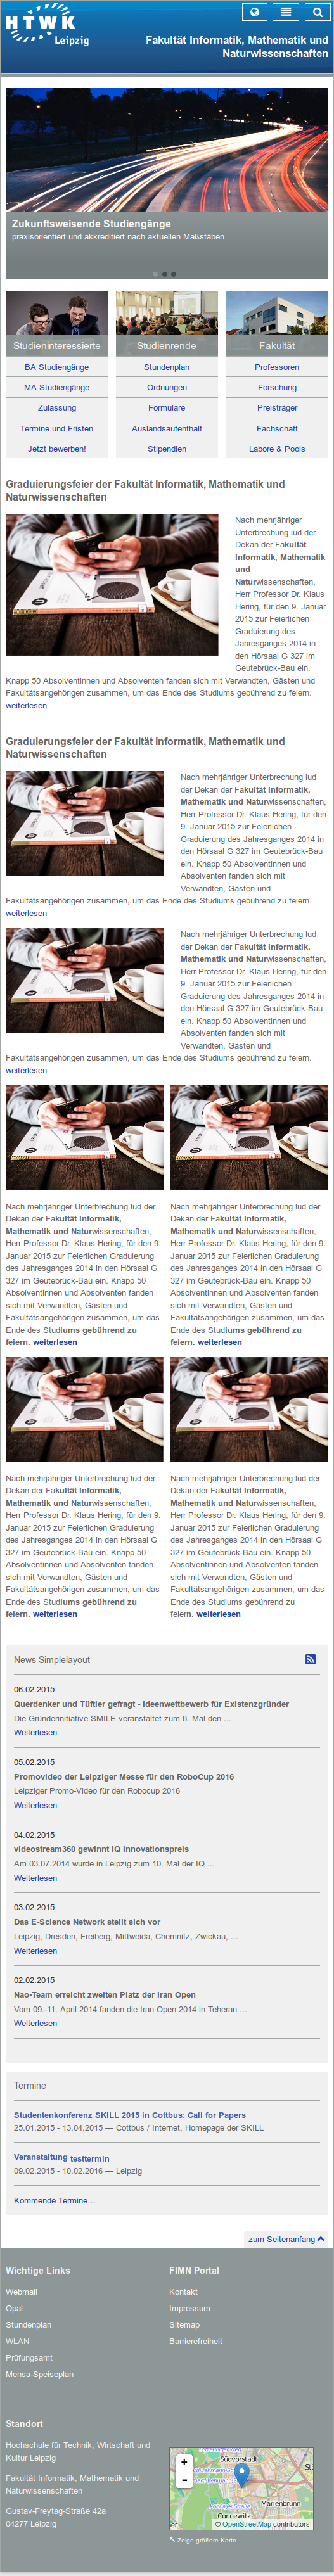 HTWK
Leipzig
Fakultät Informatik, Mathematik und
Naturwissenschaften
Zukunftsweisende Studiengänge
praxisorientiert und akkreditiert nach aktuellen Maßstäben
Studieninteressierte
BA Studiengänge
MA Studiengänge
Zulassung
Termine und Fristen
Jetzt bewerben!
Studienrende
Stundenplan
Ordnungen
Formulare
Auslandsaufenthalt
Stipendien
Fakultät
Professoren
Forschung
Preisträger
Fachschaft
Labore & Pools
Graduierungsfeier der Fakultät Informatik, Mathematik und
Naturwissenschaften
Nach mehrjähriger
Unterbrechung lud der
Dekan der Fakultät
Informatik, Mathematik
und
Naturwissenschaften,
Herr Professor Dr. Klaus
Hering, für den 9. Januar
2015 zur Feierlichen
Graduierung des
Jahresganges 2014 in
den Hörsaal G 327 im
Geutebrück-Bau ein.
Knapp 50 Absolventinnen und Absolventen fanden sich mit Verwandten, Gästen und
Fakultätsangehörigen zusammen, um das Ende des Studiums gebührend zu feiern.
weiterlesen
Graduierungsfeier der Fakultät Informatik, Mathematik und
Naturwissenschaften
Nach mehrjähriger Unterbrechung lud
der Dekan der Fakultät Informatik,
Mathematik und Naturwissenschaften,
Herr Professor Dr. Klaus Hering, für den
9. Januar 2015 zur Feierlichen
Graduierung des Jahresganges 2014 in
den Hörsaal G 327 im Geutebrück-Bau
ein. Knapp 50 Absolventinnen und
Absolventen fanden sich mit
Verwandten, Gästen und
Fakultätsangehörigen zusammen, um das Ende des Studiums gebührend zu feiern.
weiterlesen
Nach mehrjähriger Unterbrechung lud
der Dekan der Fakultät Informatik,
Mathematik und Naturwissenschaften,
Herr Professor Dr. Klaus Hering, für den
9. Januar 2015 zur Feierlichen
Graduierung des Jahresganges 2014 in
den Hörsaal G 327 im Geutebrück-Bau
ein. Knapp 50 Absolventinnen und
Absolventen fanden sich mit
Verwandten, Gästen und
Fakultätsangehörigen zusammen, um das Ende des Studiums gebührend zu feiern.
weiterlesen
Nach mehrjähriger Unterbrechung lud der
Dekan der Fakultät Informatik,
Mathematik und Naturwissenschaften,
Herr Professor Dr. Klaus Hering, für den 9.
Januar 2015 zur Feierlichen Graduierung
des Jahresganges 2014 in den Hörsaal G
327 im Geutebrück-Bau ein. Knapp 50
Absolventinnen und Absolventen fanden
sich mit Verwandten, Gästen und
Fakultätsangehörigen zusammen, um das
Ende des Studiums gebührend zu
feiern. weiterlesen
Nach mehrjähriger Unterbrechung lud der
Dekan der Fakultät Informatik,
Mathematik und Naturwissenschaften,
Herr Professor Dr. Klaus Hering, für den 9.
Januar 2015 zur Feierlichen Graduierung
des Jahresganges 2014 in den Hörsaal G
327 im Geutebrück-Bau ein. Knapp 50
Absolventinnen und Absolventen fanden
sich mit Verwandten, Gästen und
Fakultätsangehörigen zusammen, um das
Ende des Studiums gebührend zu
feiern. weiterlesen
Nach mehrjähriger Unterbrechung lud der
Dekan der Fakultät Informatik,
Mathematik und Naturwissenschaften,
Herr Professor Dr. Klaus Hering, für den 9.
Januar 2015 zur Feierlichen Graduierung
des Jahresganges 2014 in den Hörsaal G
327 im Geutebrück-Bau ein. Knapp 50
Absolventinnen und Absolventen fanden
sich mit Verwandten, Gästen und
Fakultätsangehörigen zusammen, um das
Ende des Studiums gebührend zu
feiern. weiterlesen
Nach mehrjähriger Unterbrechung lud der
Dekan der Fakultät Informatik,
Mathematik und Naturwissenschaften,
Herr Professor Dr. Klaus Hering, für den 9.
Januar 2015 zur Feierlichen Graduierung
des Jahresganges 2014 in den Hörsaal G
327 im Geutebrück-Bau ein. Knapp 50
Absolventinnen und Absolventen fanden
sich mit Verwandten, Gästen und
Fakultätsangehörigen zusammen, um das
Ende des Studiums gebührend zu
feiern. weiterlesen
News Simplelayout
06.02.2015
Querdenker und Tüftler gefragt - Ideenwettbewerb für Existenzgründer
Die Gründerinitiative SMILE veranstaltet zum 8. Mal den ...
Weiterlesen
05.02.2015
Promovideo der Leipziger Messe für den RoboCup 2016
Leipziger Promo-Video für den Robocup 2016
Weiterlesen
04.02.2015
videostream360 gewinnt IQ Innovationspreis
Am 03.07.2014 wurde in Leipzig zum 10. Mal der IQ ...
Weiterlesen
03.02.2015
Das E-Science Network stellt sich vor
Leipzig, Dresden, Freiberg, Mittweida, Chemnitz, Zwickau, ...
Weiterlesen
02.02.2015
Nao-Team erreicht zweiten Platz der Iran Open
Vom 09.-11. April 2014 fanden die Iran Open 2014 in Teheran ...
Weiterlesen
Termine
Studentenkonferenz SKILL 2015 in Cottbus: Call for Papers
25.01.2015 - 13.04.2015 — Cottbus / Internet, Homepage der SKILL
Veranstaltung testtermin
09.02.2015 - 10.02.2016 — Leipzig
Kommende Termine…
zum Seitenanfang
Wichtige Links
Webmail
Opal
Stundenplan
WLAN
Prüfungsamt
Mensa-Speiseplan
FIMN Portal
Kontakt
Impressum
Sitemap
Barrierefreiheit
Standort
Hochschule für Technik, Wirtschaft und
Kultur Leipzig
Fakultät Informatik, Mathematik und
Naturwissenschaften
Gustav-Freytag-Straße 42a
04277 Leipzig
+
-
Südvorstadt
Marienbrunn
Connewitz
© OpenStreetMap contributors
Zeige größere Karte